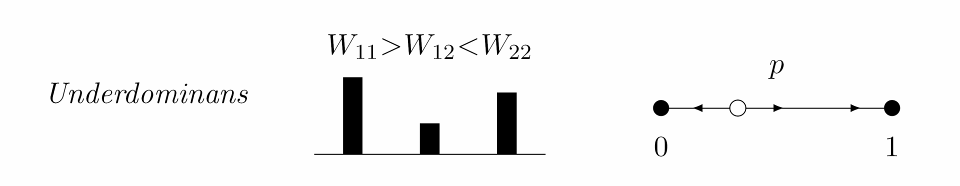 W₁₁>W₁₂<W₂₂
p
Underdominans
0 1